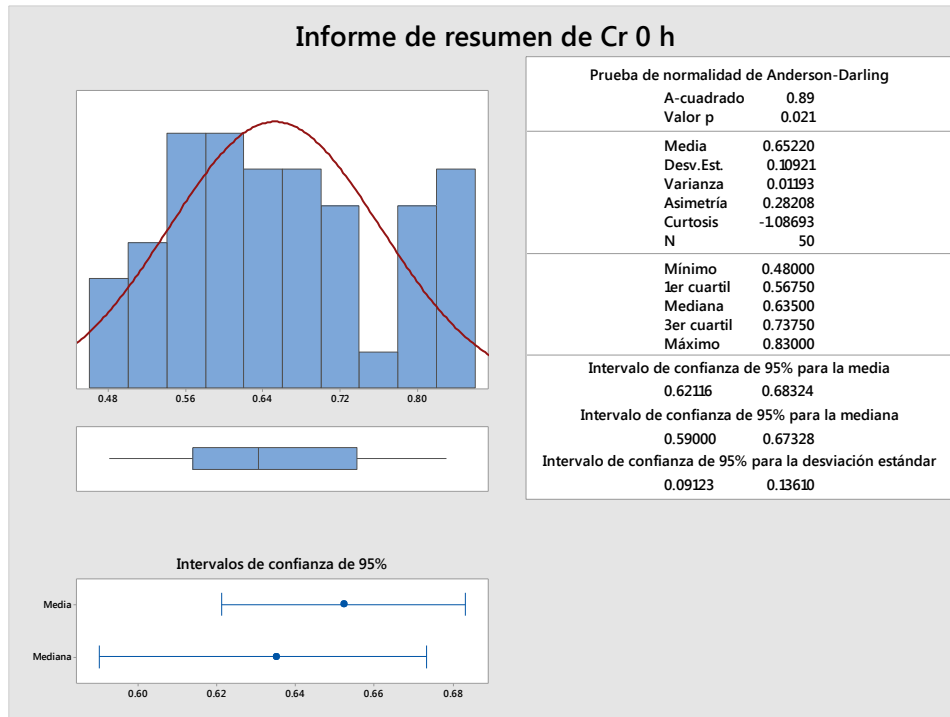 Informe de resumen de Cr 0 h
Prueba de normalidad de Anderson-Darling
A-cuadrado 0.89
Valor p 0.021
Media 0.65220
Desv.Est. 0.10921
Varianza 0.01193
Asimetría 0.28208
Curtosis -1.08693
N 50
Mínimo 0.48000
1er cuartil 0.56750
Mediana 0.63500
3er cuartil 0.73750
Máximo 0.83000
Intervalo de confianza de 95% para la media
0.62116 0.68324
Intervalo de confianza de 95% para la mediana
0.59000 0.67328
Intervalo de confianza de 95% para la desviación estándar
0.09123 0.13610
0.48 0.56 0.64 0.72 0.80
Intervalos de confianza de 95%
Media
Mediana
0.60 0.62 0.64 0.66 0.68